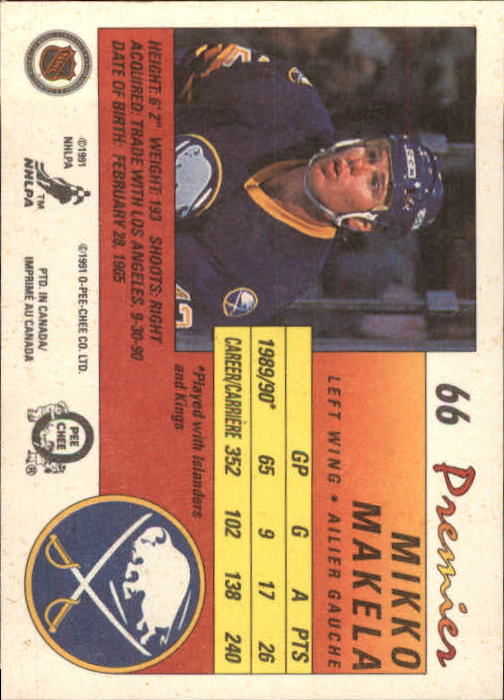 66 Premier
MIKKO
MAKELA
LEFT WING • AILIER GAUCHE
GP G A PTS
1989/90* 65 9 17 26
CAREER/CARRIÈRE 352 102 138 240
*Played with Islanders
and Kings
CCM
HEIGHT: 6'2" WEIGHT: 193 SHOOTS: RIGHT
ACQUIRED: TRADE WITH LOS ANGELES, 9-30-90
DATE OF BIRTH: FEBRUARY 28, 1965
NHL
©1991
NHLPA
NHLPA™
©1991 O-PEE-CHEE CO. LTD.
PTD. IN CANADA/
IMPRIMÉ AU CANADA
O
PEE
CHEE
®